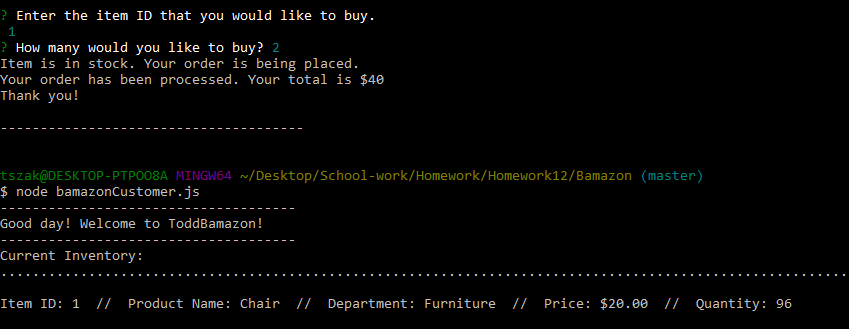 ? Enter the item ID that you would like to buy.
1
? How many would you like to buy? 2
Item is in stock. Your order is being placed.
Your order has been processed. Your total is $40
Thank you!
--------------------------------------
tszak@DESKTOP-PTPOO8A MINGW64 ~/Desktop/School-work/Homework/Homework12/Bamazon (master)
$ node bamazonCustomer.js
-------------------------------------
Good day! Welcome to ToddBamazon!
-------------------------------------
Current Inventory:
..........................................................................................................
Item ID: 1  //  Product Name: Chair  //  Department: Furniture  //  Price: $20.00  //  Quantity: 96